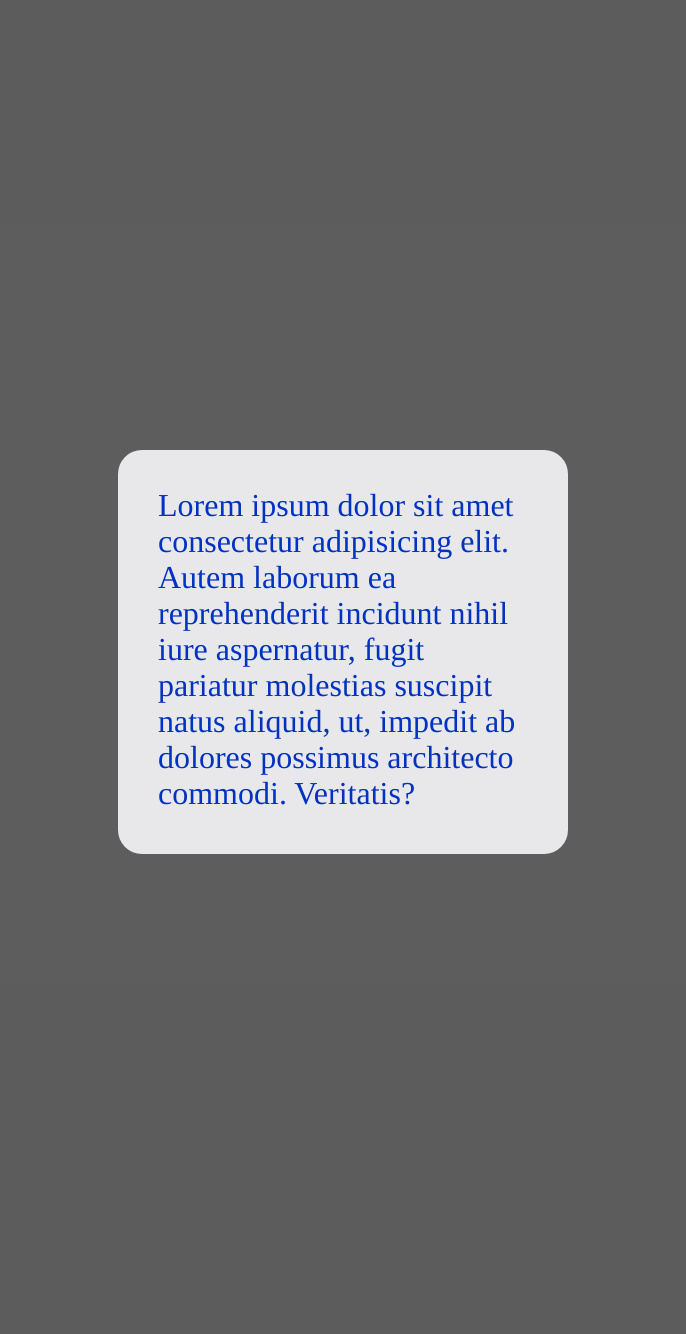 Lorem ipsum dolor sit amet
consectetur adipisicing elit.
Autem laborum ea
reprehenderit incidunt nihil
iure aspernatur, fugit
pariatur molestias suscipit
natus aliquid, ut, impedit ab
dolores possimus architecto
commodi. Veritatis?